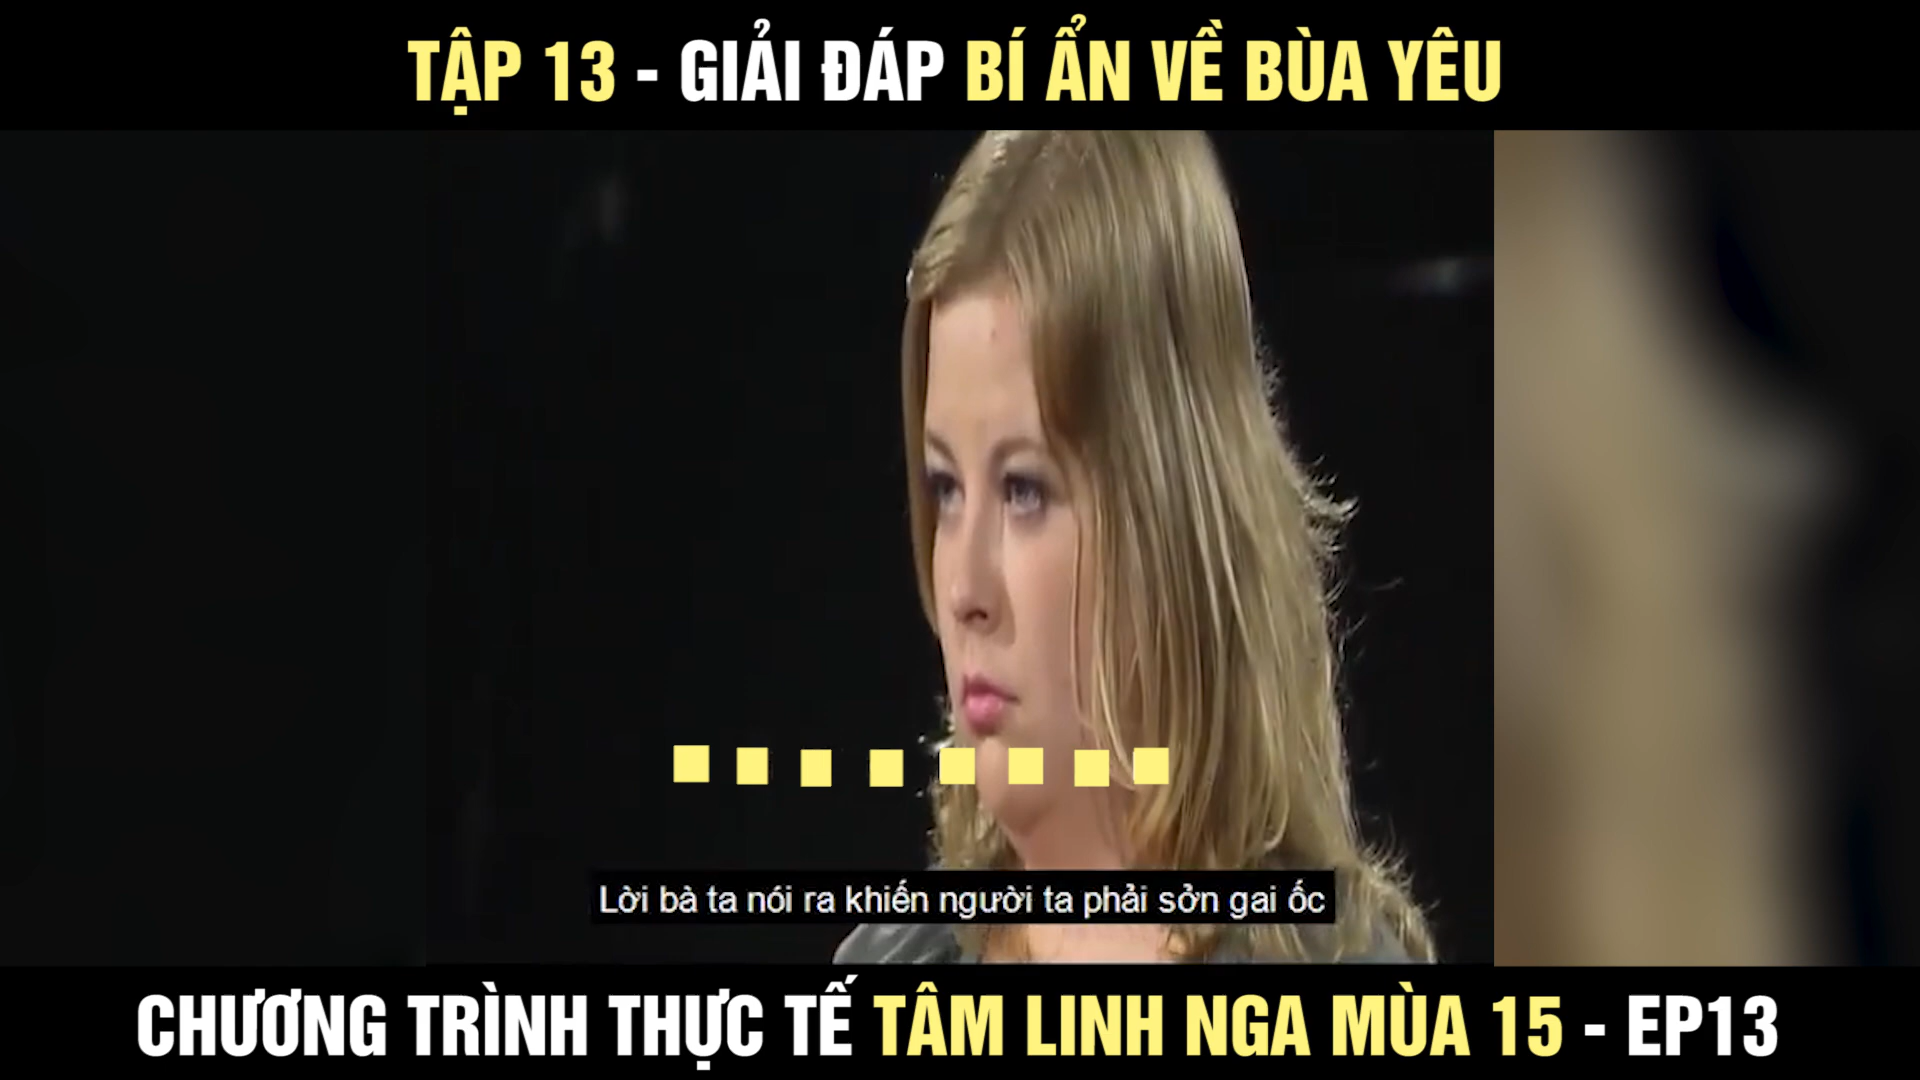 TẬP 13 - GIẢI ĐÁP BÍ ẨN VỀ BÙA YÊU
Lời bà ta nói ra khiến người ta phải sởn gai ốc
CHƯƠNG TRÌNH THỰC TẾ TÂM LINH NGA MÙA 15 - EP13